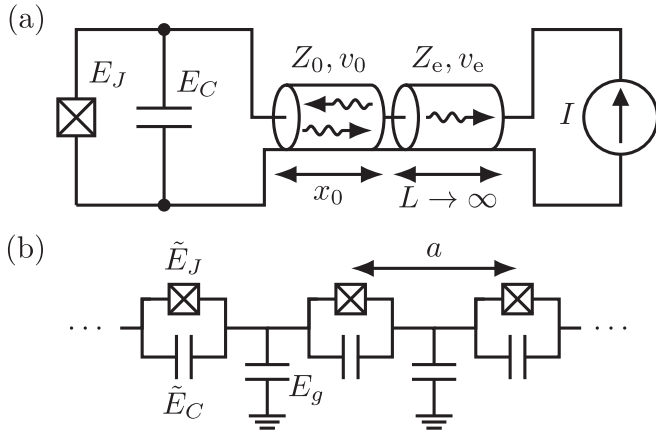 (a)
E_J
E_C
Z_0, v_0
Z_e, v_e
I
x_0
L → ∞
(b)
Ẽ_J
a
· · ·
· · ·
E_g
Ẽ_C